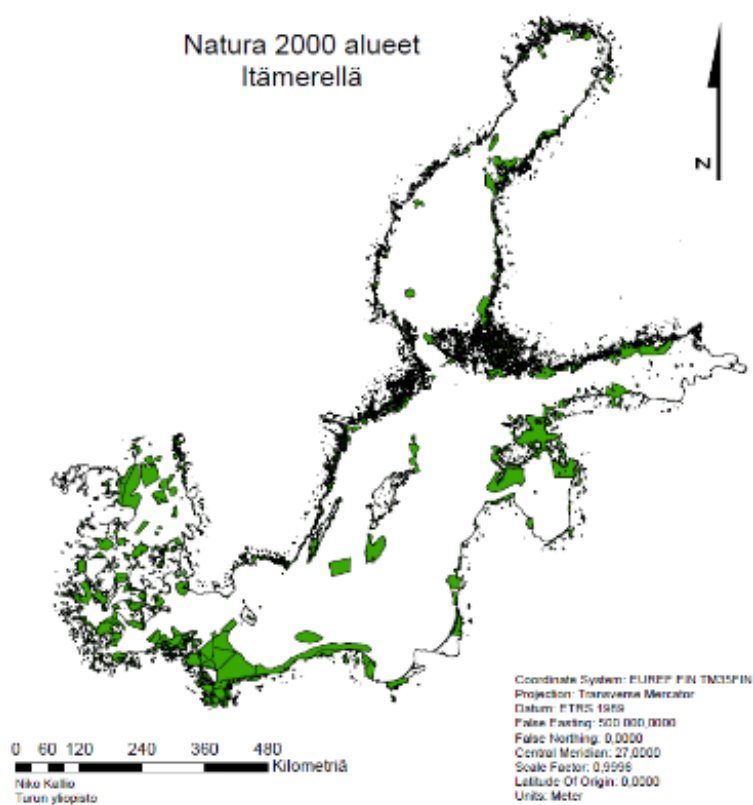 Natura 2000 alueet
Itämerellä
N
Coordinate System: EUREF FIN TM35FIN
Projection: Transverse Mercator
Datum: ETRS 1989
False Easting: 500 000,0000
False Northing: 0,0000
Central Meridian: 27,0000
Scale Factor: 0,9996
Latitude Of Origin: 0,0000
Units: Meter
0 60 120 240 360 480
Kilometriä
Niko Kallio
Turun yliopisto